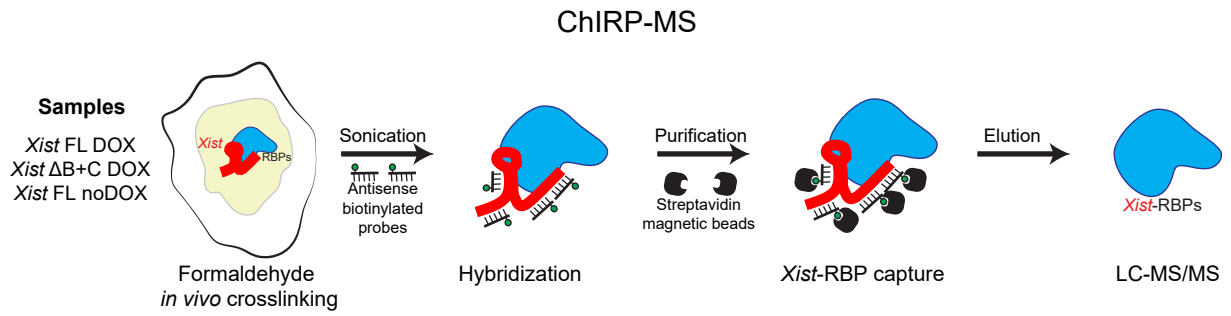 ChIRP-MS
Samples
Xist FL DOX
Xist ΔB+C DOX
Xist FL noDOX
Xist
RBPs
Formaldehyde
in vivo crosslinking
Sonication
Antisense
biotinylated
probes
Hybridization
Purification
Streptavidin
magnetic beads
Xist-RBP capture
Elution
Xist-RBPs
LC-MS/MS